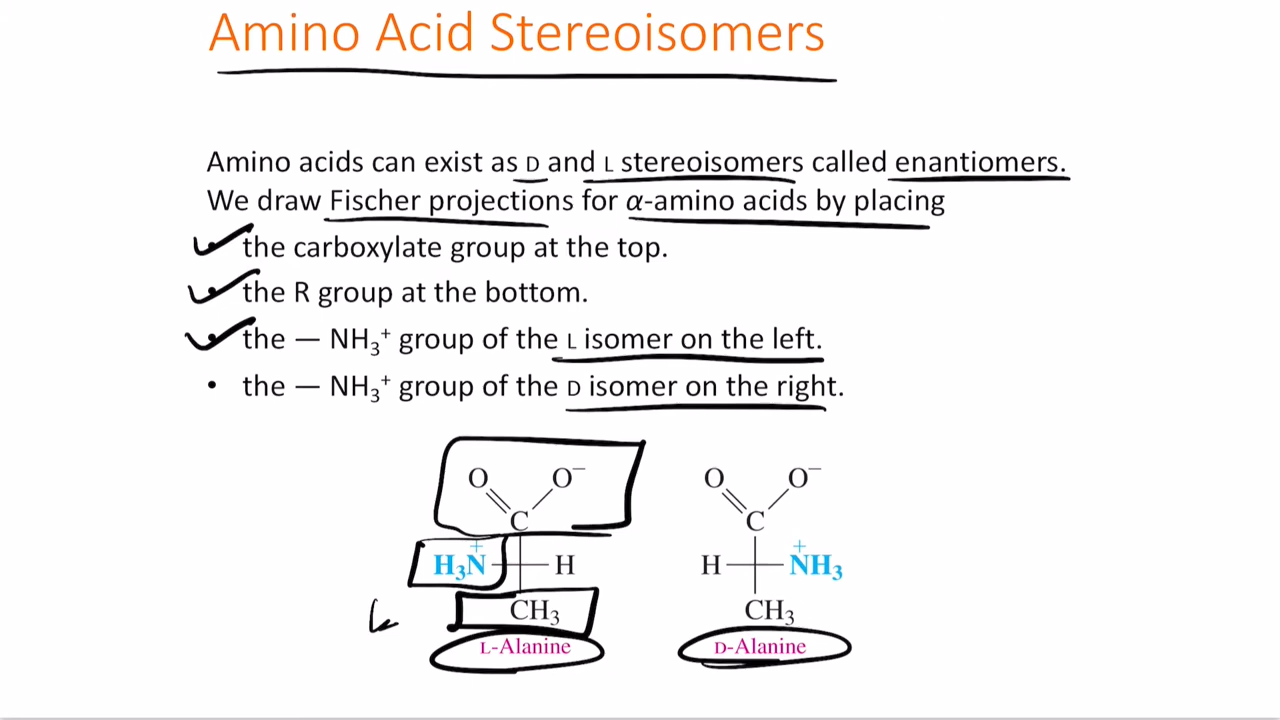 Amino Acid Stereoisomers
Amino acids can exist as D and L stereoisomers called enantiomers.
We draw Fischer projections for α-amino acids by placing
the carboxylate group at the top.
the R group at the bottom.
the — NH₃⁺ group of the L isomer on the left.
• the — NH₃⁺ group of the D isomer on the right.
O O⁻ O O⁻
C C
+ +
H₃N H H NH₃
CH₃ CH₃
L-Alanine D-Alanine